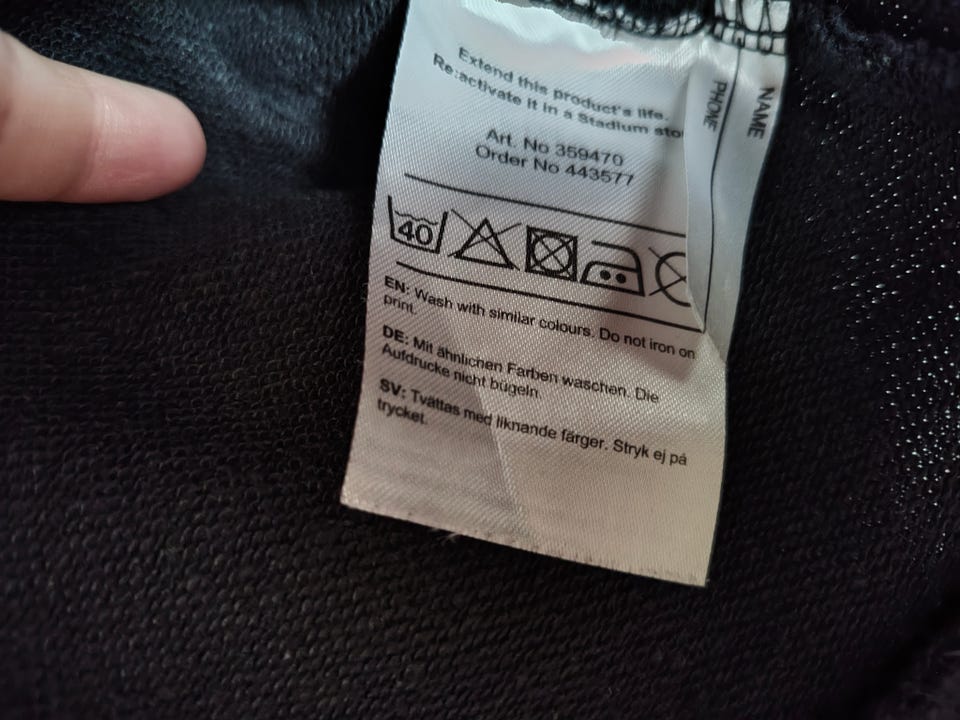 Extend this product's life.
Re:activate it in a Stadium sto
Art. No 359470
Order No 443577
40
EN: Wash with similar colours. Do not iron on
print.
DE: Mit ähnlichen Farben waschen. Die
Aufdrucke nicht bügeln.
SV: Tvättas med liknande färger. Stryk ej på
trycket.
NAME
PHONE